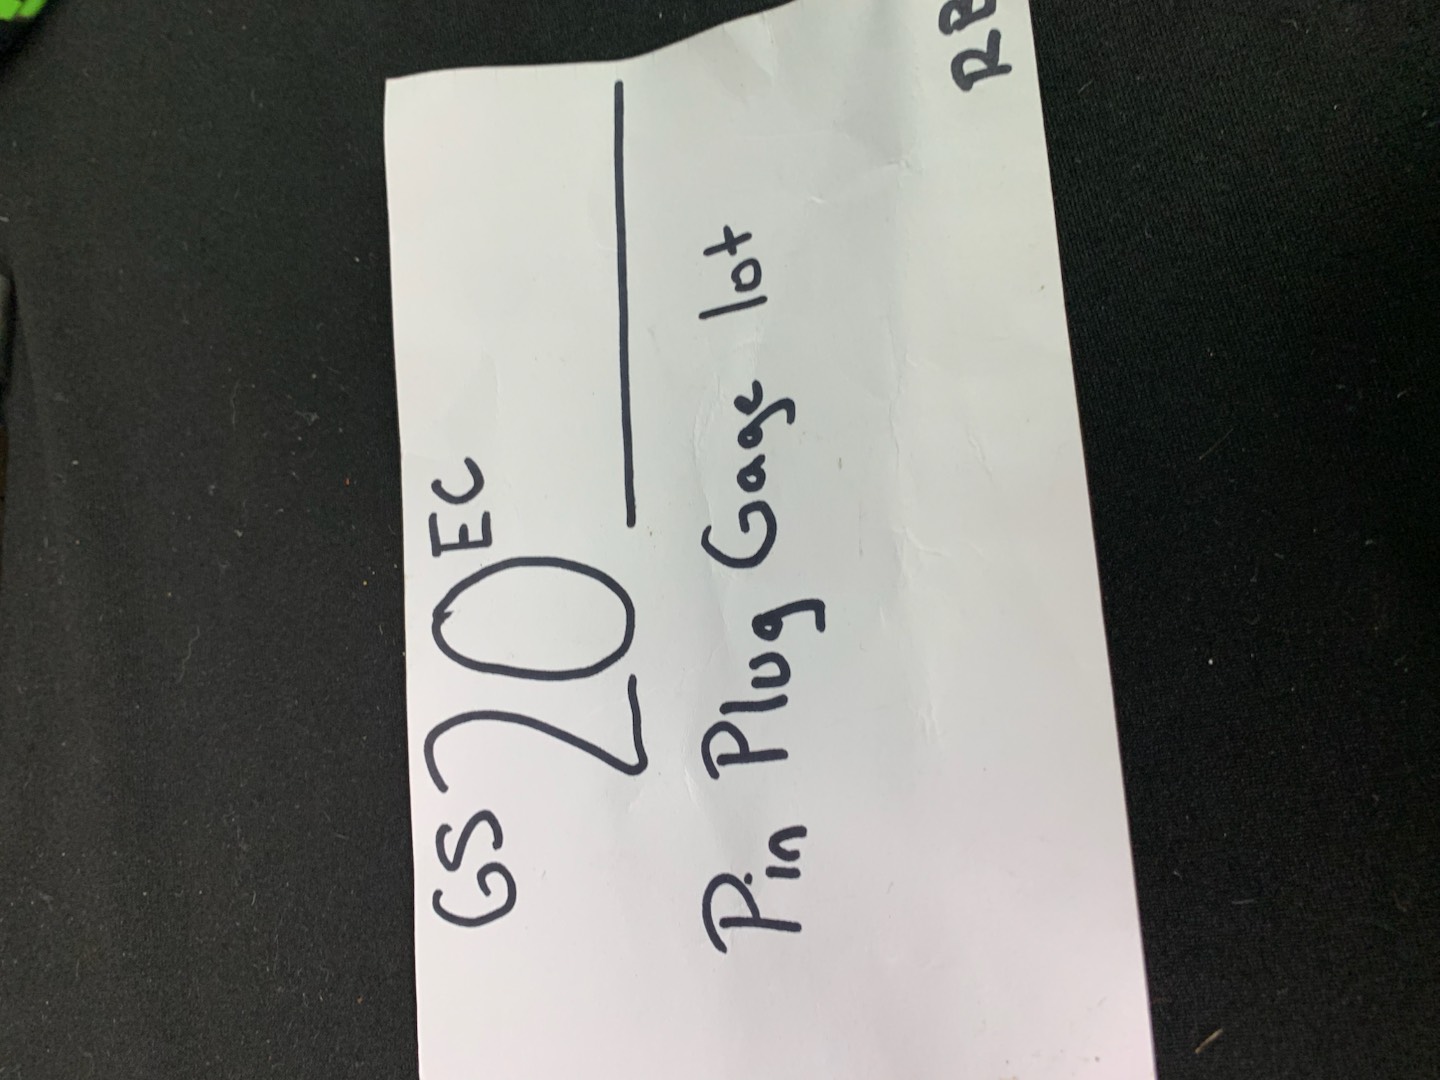 GS 20 EC
Pin Plug Gage lot